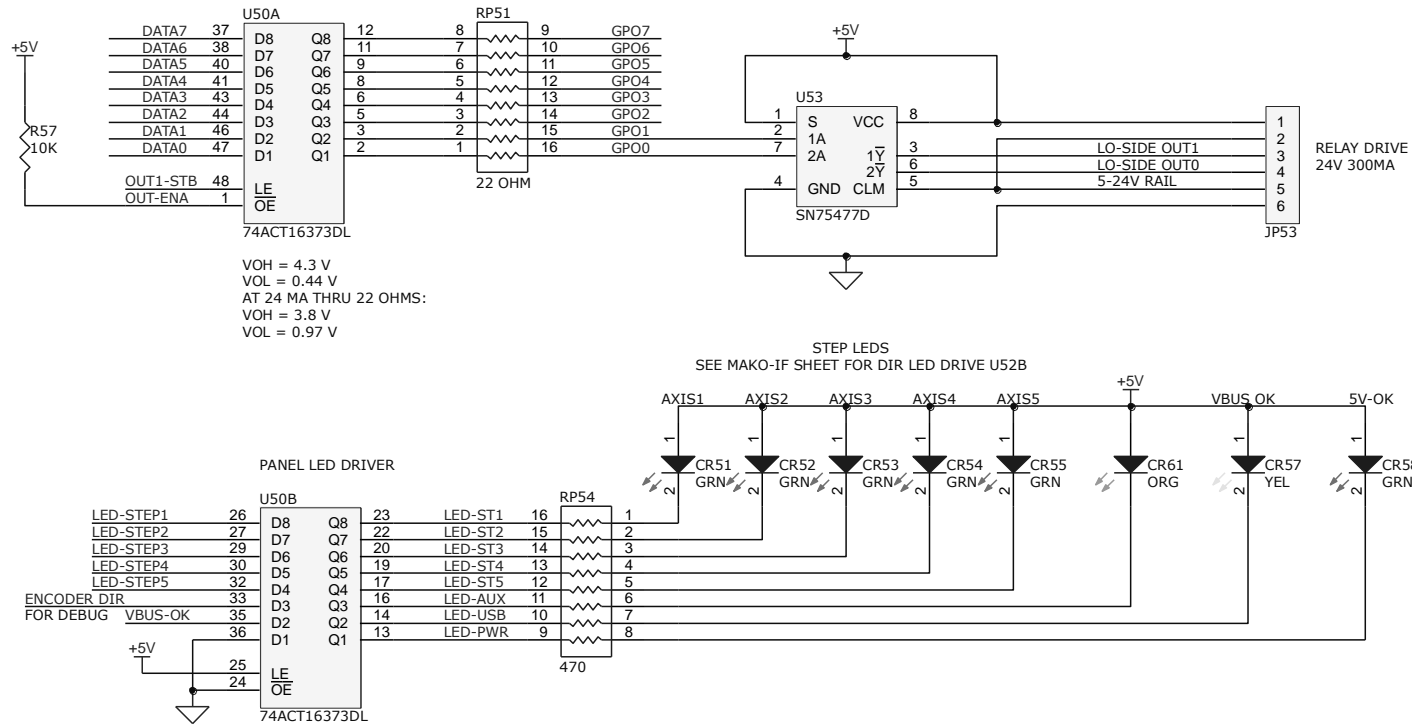 U50A
RP51
+5V
DATA7 37 D8 Q8 12 8 9 GPO7
DATA6 38 D7 Q7 11 7 10 GPO6
DATA5 40 D6 Q6 9 6 11 GPO5
DATA4 41 D5 Q5 8 5 12 GPO4
DATA3 43 D4 Q4 6 4 13 GPO3
DATA2 44 D3 Q3 5 3 14 GPO2
DATA1 46 D2 Q2 3 2 15 GPO1
DATA0 47 D1 Q1 2 1 16 GPO0
R57
10K
OUT1-STB 48 LE
OUT-ENA 1 OE
22 OHM
74ACT16373DL
+5V
U53
1 S VCC 8
2 1A
7 2A 1Y 3
2Y 6
4 GND CLM 5
SN75477D
LO-SIDE OUT1
LO-SIDE OUT0
5-24V RAIL
1
2
3
4
5
6
JP53
RELAY DRIVE
24V 300MA
VOH = 4.3 V
VOL = 0.44 V
AT 24 MA THRU 22 OHMS:
VOH = 3.8 V
VOL = 0.97 V
STEP LEDS
SEE MAKO-IF SHEET FOR DIR LED DRIVE U52B
+5V
AXIS1 AXIS2 AXIS3 AXIS4 AXIS5 VBUS OK 5V-OK
1 1 1 1 1 1 1 1
CR51 CR52 CR53 CR54 CR55 CR61 CR57 CR58
GRN GRN GRN GRN GRN ORG YEL GRN
2 2 2 2 2 2 2 2
PANEL LED DRIVER
U50B
RP54
LED-STEP1 26 D8 Q8 23 LED-ST1 16 1
LED-STEP2 27 D7 Q7 22 LED-ST2 15 2
LED-STEP3 29 D6 Q6 20 LED-ST3 14 3
LED-STEP4 30 D5 Q5 19 LED-ST4 13 4
LED-STEP5 32 D4 Q4 17 LED-ST5 12 5
ENCODER DIR 33 D3 Q3 16 LED-AUX 11 6
FOR DEBUG VBUS-OK 35 D2 Q2 14 LED-USB 10 7
36 D1 Q1 13 LED-PWR 9 8
+5V
25 LE
24 OE
470
74ACT16373DL